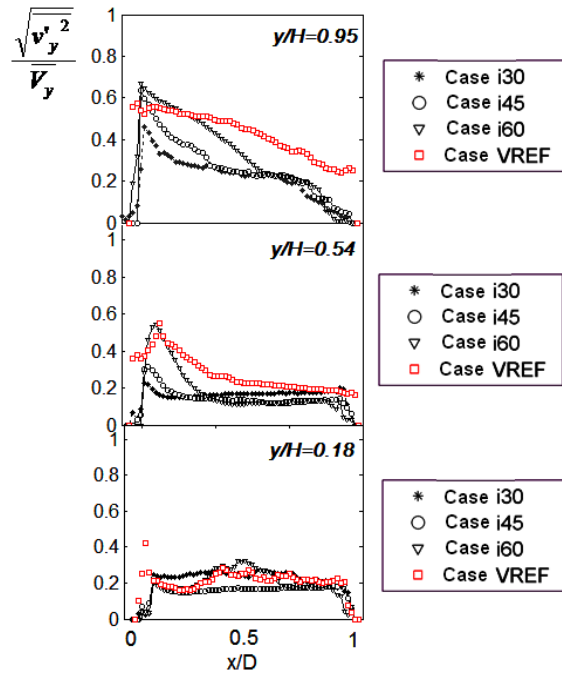 √v'y² / V̅y
y/H=0.95
1
0.8
0.6
0.4
0.2
0
Case i30
Case i45
Case i60
Case VREF
y/H=0.54
1
0.8
0.6
0.4
0.2
0
Case i30
Case i45
Case i60
Case VREF
y/H=0.18
1
0.8
0.6
0.4
0.2
0
Case i30
Case i45
Case i60
Case VREF
0 0.5 1
x/D